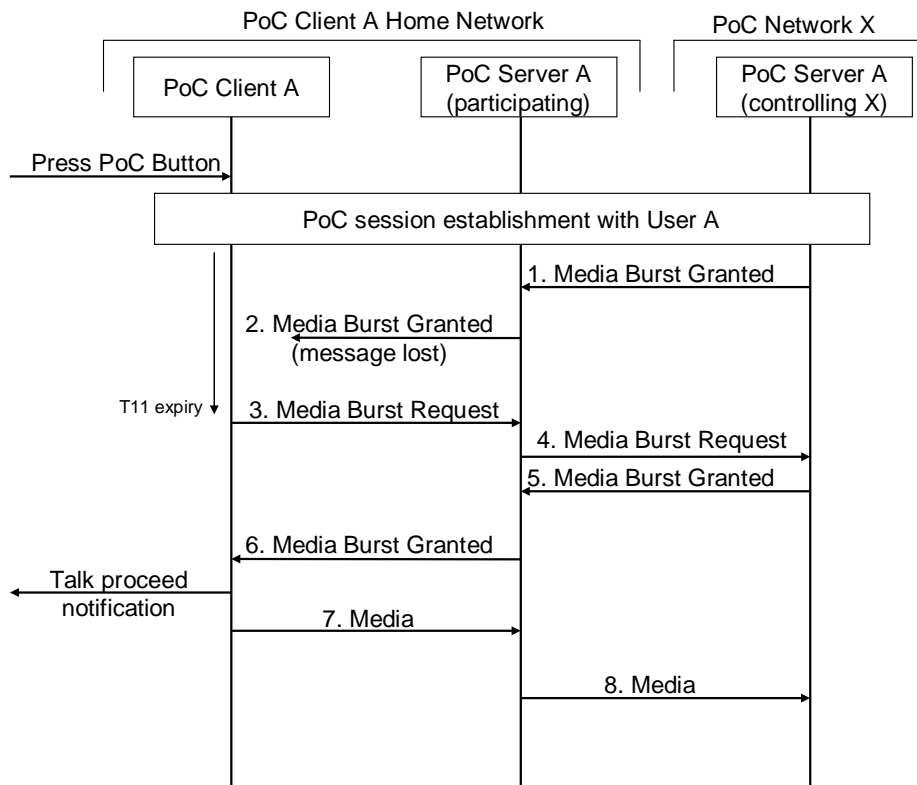 PoC Client A Home Network
PoC Network X
PoC Client A
PoC Server A
(participating)
PoC Server A
(controlling X)
Press PoC Button
PoC session establishment with User A
1. Media Burst Granted
2. Media Burst Granted
(message lost)
T11 expiry
3. Media Burst Request
4. Media Burst Request
5. Media Burst Granted
6. Media Burst Granted
Talk proceed
notification
7. Media
8. Media